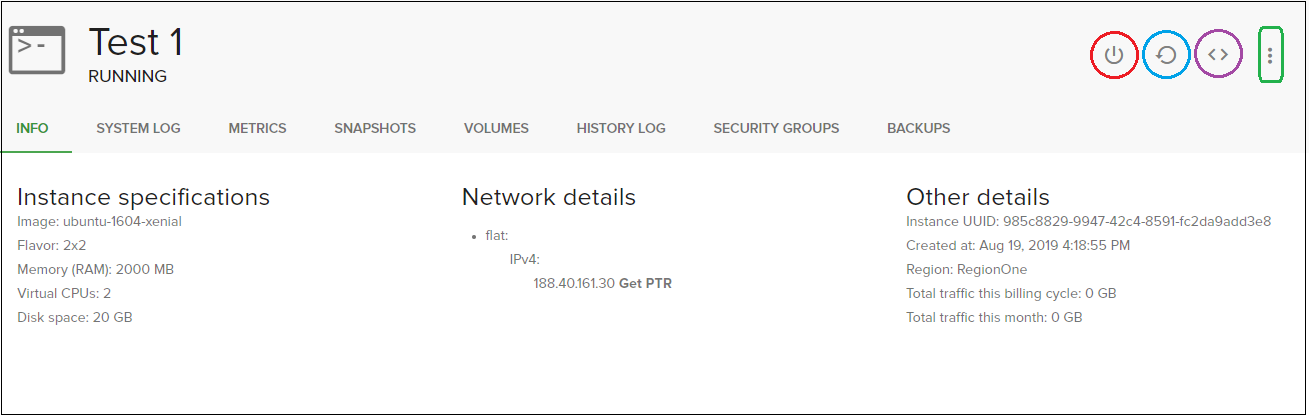 Test 1
RUNNING
INFO SYSTEM LOG METRICS SNAPSHOTS VOLUMES HISTORY LOG SECURITY GROUPS BACKUPS
Instance specifications
Image: ubuntu-1604-xenial
Flavor: 2x2
Memory (RAM): 2000 MB
Virtual CPUs: 2
Disk space: 20 GB
Network details
flat:
IPv4:
188.40.161.30 Get PTR
Other details
Instance UUID: 985c8829-9947-42c4-8591-fc2da9add3e8
Created at: Aug 19, 2019 4:18:55 PM
Region: RegionOne
Total traffic this billing cycle: 0 GB
Total traffic this month: 0 GB